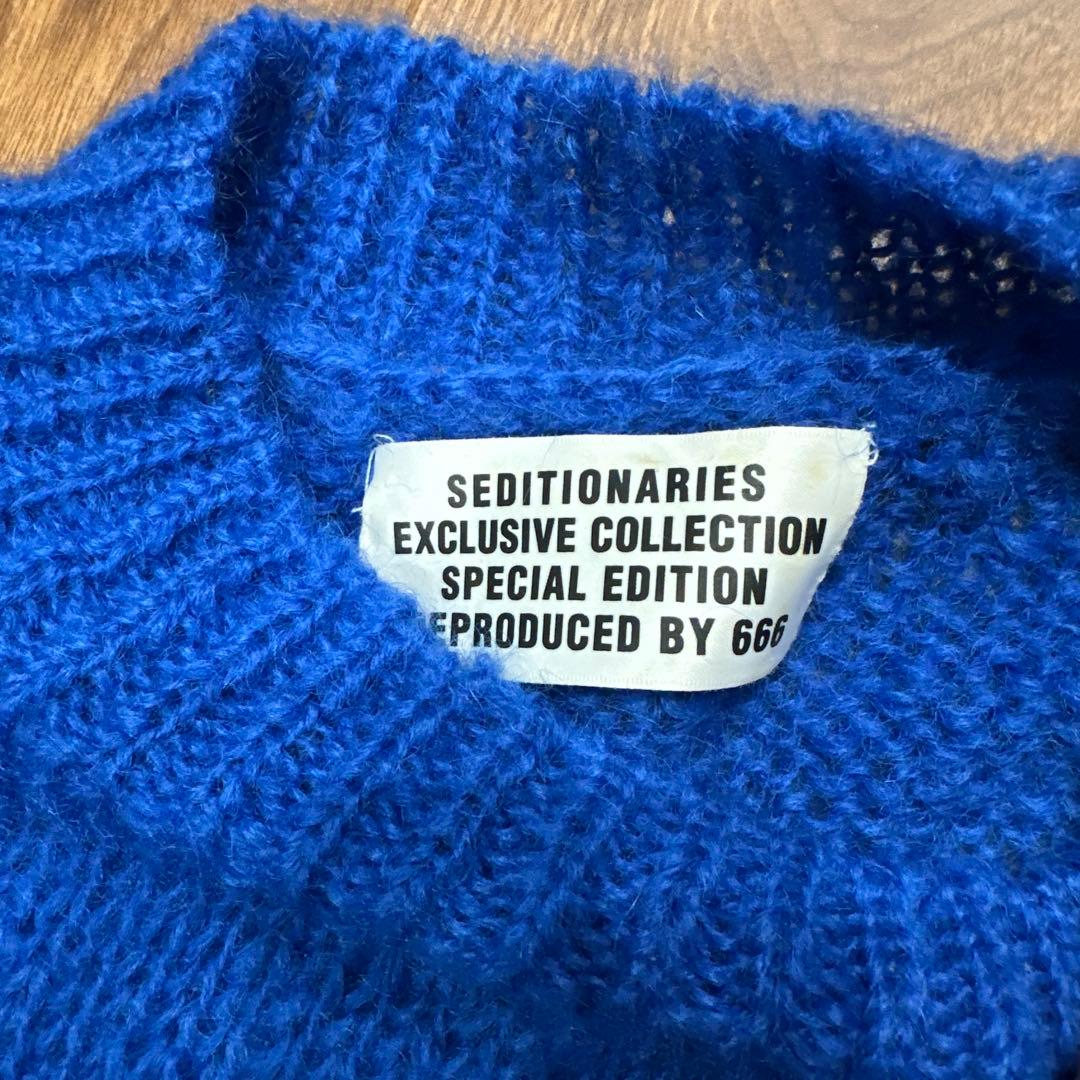 SEDITIONARIES
EXCLUSIVE COLLECTION
SPECIAL EDITION
EPRODUCED BY 666